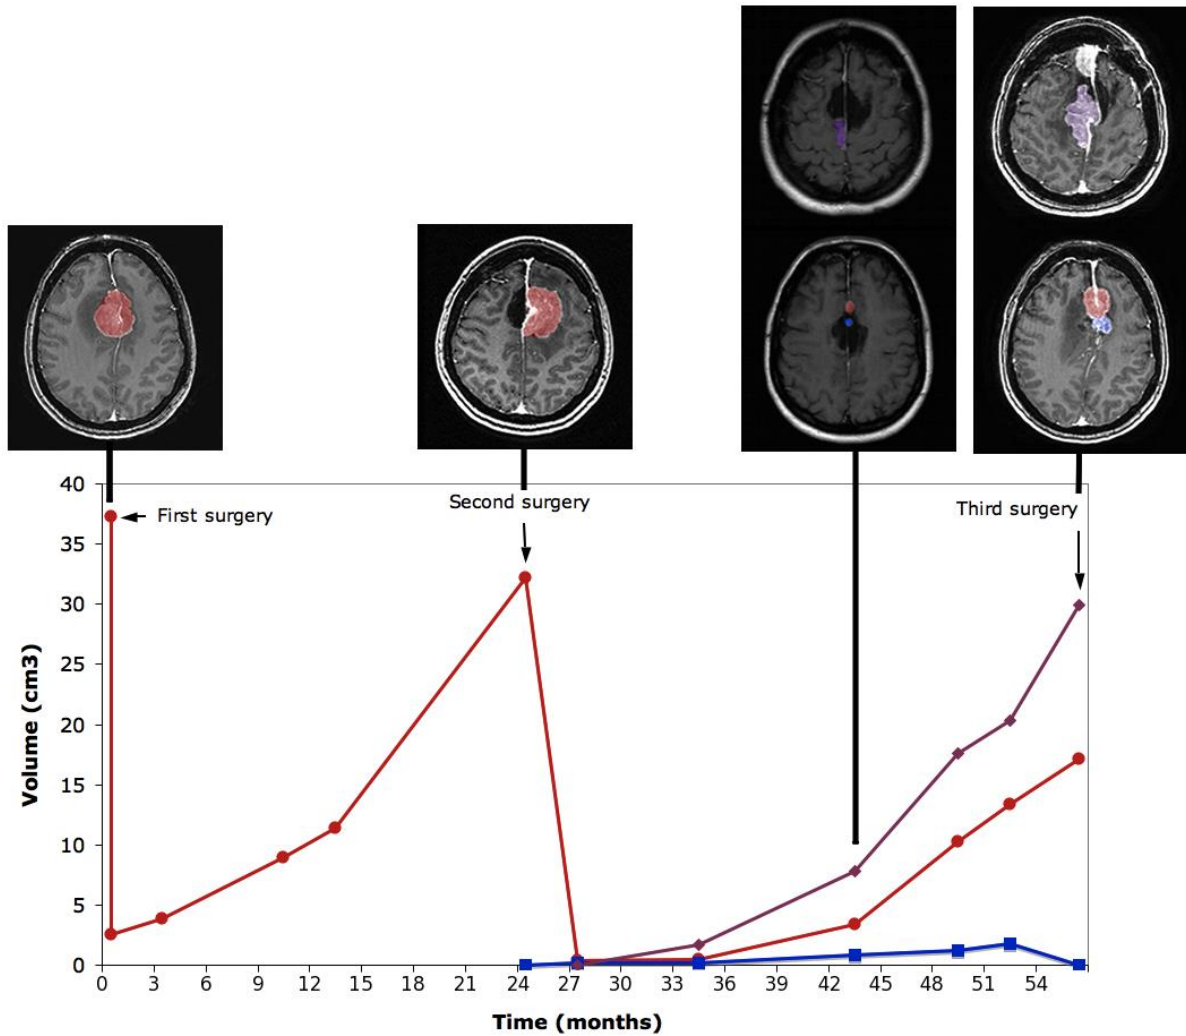 40
First surgery
Second surgery
Third surgery
35
30
25
20
15
10
5
0
Volume (cm3)
0 3 6 9 12 15 18 21 24 27 30 33 36 39 42 45 48 51 54
Time (months)